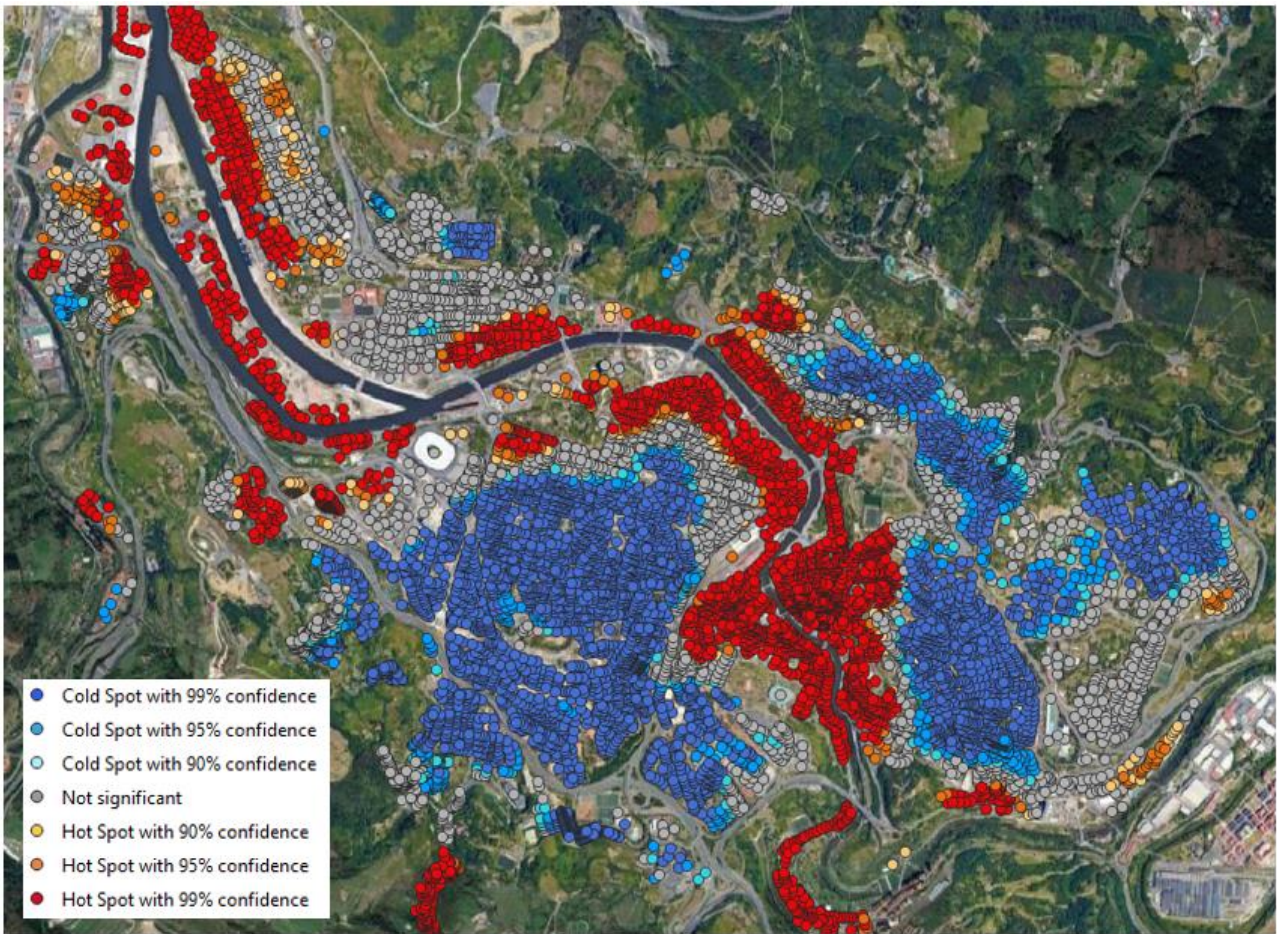 Cold Spot with 99% confidence
Cold Spot with 95% confidence
Cold Spot with 90% confidence
Not significant
Hot Spot with 90% confidence
Hot Spot with 95% confidence
Hot Spot with 99% confidence